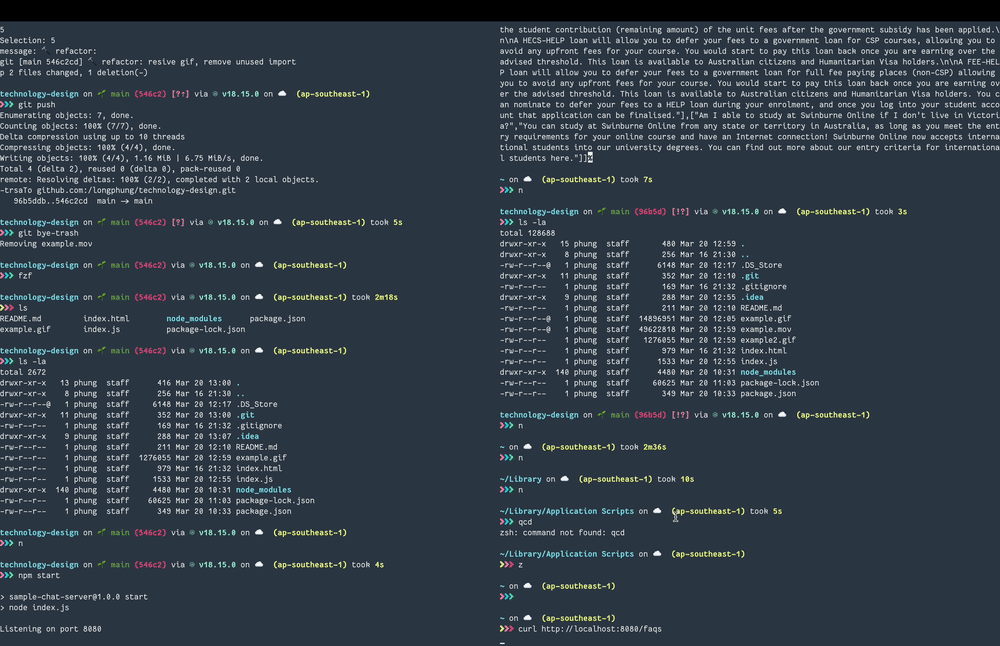 5
Selection: 5
message: 🔨 refactor:
git [main 546c2cd] 🔨 refactor: resive gif, remove unused import
p 2 files changed, 1 deletion(-)
technology-design on 🌱 main (546c2) [?⇡] via ⬢ v18.15.0 on ☁️ (ap-southeast-1)
❯❯❯ git push
Enumerating objects: 7, done.
Counting objects: 100% (7/7), done.
Delta compression using up to 10 threads
Compressing objects: 100% (4/4), done.
Writing objects: 100% (4/4), 1.16 MiB | 6.75 MiB/s, done.
Total 4 (delta 2), reused 0 (delta 0), pack-reused 0
remote: Resolving deltas: 100% (2/2), completed with 2 local objects.
-trsaTo github.com:/longphung/technology-design.git
96b5ddb..546c2cd main -> main
technology-design on 🌱 main (546c2) [?] via ⬢ v18.15.0 on ☁️ (ap-southeast-1) took 5s
❯❯❯ git bye-trash
Removing example.mov
technology-design on 🌱 main (546c2) via ⬢ v18.15.0 on ☁️ (ap-southeast-1)
❯❯❯ fzf
technology-design on 🌱 main (546c2) via ⬢ v18.15.0 on ☁️ (ap-southeast-1) took 2m18s
❯❯❯ ls
README.md index.html node_modules package.json
example.gif index.js package-lock.json
technology-design on 🌱 main (546c2) via ⬢ v18.15.0 on ☁️ (ap-southeast-1)
❯❯❯ ls -la
total 2672
drwxr-xr-x 13 phung staff 416 Mar 20 13:00 .
drwxr-xr-x 8 phung staff 256 Mar 16 21:30 ..
-rw-r--r--@ 1 phung staff 6148 Mar 20 12:17 .DS_Store
drwxr-xr-x 11 phung staff 352 Mar 20 13:00 .git
-rw-r--r-- 1 phung staff 169 Mar 16 21:32 .gitignore
drwxr-xr-x 9 phung staff 288 Mar 20 13:07 .idea
-rw-r--r-- 1 phung staff 211 Mar 20 12:10 README.md
-rw-r--r-- 1 phung staff 1276055 Mar 20 12:59 example.gif
-rw-r--r-- 1 phung staff 979 Mar 16 21:32 index.html
-rw-r--r-- 1 phung staff 1533 Mar 20 12:55 index.js
drwxr-xr-x 140 phung staff 4480 Mar 20 10:31 node_modules
-rw-r--r-- 1 phung staff 60625 Mar 20 11:03 package-lock.json
-rw-r--r-- 1 phung staff 349 Mar 20 10:33 package.json
technology-design on 🌱 main (546c2) via ⬢ v18.15.0 on ☁️ (ap-southeast-1)
❯❯❯ n
technology-design on 🌱 main (546c2) via ⬢ v18.15.0 on ☁️ (ap-southeast-1) took 4s
❯❯❯ npm start
> sample-chat-server@1.0.0 start
> node index.js
Listening on port 8080
the student contribution (remaining amount) of the unit fees after the government subsidy has been applied.\
n\nA HECS-HELP loan will allow you to defer your fees to a government loan for CSP courses, allowing you to
avoid any upfront fees for your course. You would start to pay this loan back once you are earning over the
advised threshold. This loan is available to Australian citizens and Humanitarian Visa holders.\n\nA FEE-HEL
P loan will allow you to defer your fees to a government loan for full fee paying places (non-CSP) allowing
you to avoid any upfront fees for your course. You would start to pay this loan back once you are earning ov
er the advised threshold. This loan is available to Australian citizens and Humanitarian Visa holders. You c
an nominate to defer your fees to a HELP loan during your enrolment, and once you log into your student acco
unt that application can be finalised."],["Am I able to study at Swinburne Online if I don't live in Victori
a?","You can study at Swinburne Online from any state or territory in Australia, as long as you meet the ent
ry requirements for your online course and have an Internet connection! Swinburne Online now accepts interna
tional students into our university degrees. You can find out more about our entry criteria for internationa
l students here."]]%
~ on ☁️ (ap-southeast-1) took 7s
❯❯❯ n
technology-design on 🌱 main (96b5d) [!?] via ⬢ v18.15.0 on ☁️ (ap-southeast-1) took 3s
❯❯❯ ls -la
total 128688
drwxr-xr-x 15 phung staff 480 Mar 20 12:59 .
drwxr-xr-x 8 phung staff 256 Mar 16 21:30 ..
-rw-r--r--@ 1 phung staff 6148 Mar 20 12:17 .DS_Store
drwxr-xr-x 11 phung staff 352 Mar 20 12:10 .git
-rw-r--r-- 1 phung staff 169 Mar 16 21:32 .gitignore
drwxr-xr-x 9 phung staff 288 Mar 20 12:55 .idea
-rw-r--r-- 1 phung staff 211 Mar 20 12:10 README.md
-rw-r--r--@ 1 phung staff 14896951 Mar 20 12:05 example.gif
-rw-r--r--@ 1 phung staff 49622818 Mar 20 12:58 example.mov
-rw-r--r-- 1 phung staff 1276055 Mar 20 12:59 example2.gif
-rw-r--r-- 1 phung staff 979 Mar 16 21:32 index.html
-rw-r--r-- 1 phung staff 1533 Mar 20 12:55 index.js
drwxr-xr-x 140 phung staff 4480 Mar 20 10:31 node_modules
-rw-r--r-- 1 phung staff 60625 Mar 20 11:03 package-lock.json
-rw-r--r-- 1 phung staff 349 Mar 20 10:33 package.json
technology-design on 🌱 main (96b5d) [!?] via ⬢ v18.15.0 on ☁️ (ap-southeast-1)
❯❯❯ n
~ on ☁️ (ap-southeast-1) took 2m36s
❯❯❯ n
~/Library on ☁️ (ap-southeast-1) took 10s
❯❯❯ n
~/Library/Application Scripts on ☁️ (ap-southeast-1) took 5s
❯❯❯ qcd
zsh: command not found: qcd
~/Library/Application Scripts on ☁️ (ap-southeast-1)
❯❯❯ z
~ on ☁️ (ap-southeast-1)
❯❯❯
~ on ☁️ (ap-southeast-1)
❯❯❯ curl http://localhost:8080/faqs